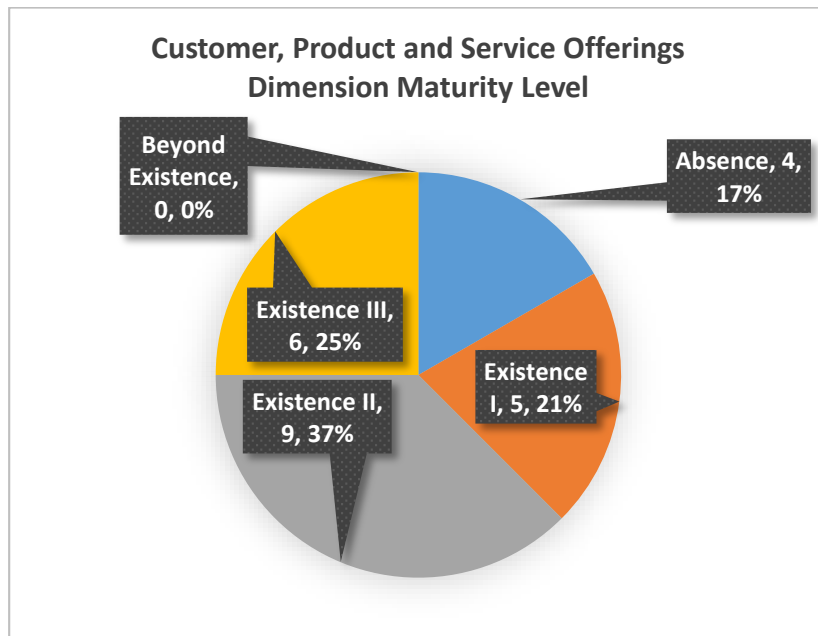 Customer, Product and Service Offerings
Dimension Maturity Level
Beyond
Existence,
0, 0%
Absence, 4,
17%
Existence III,
6, 25%
Existence
I, 5, 21%
Existence II,
9, 37%